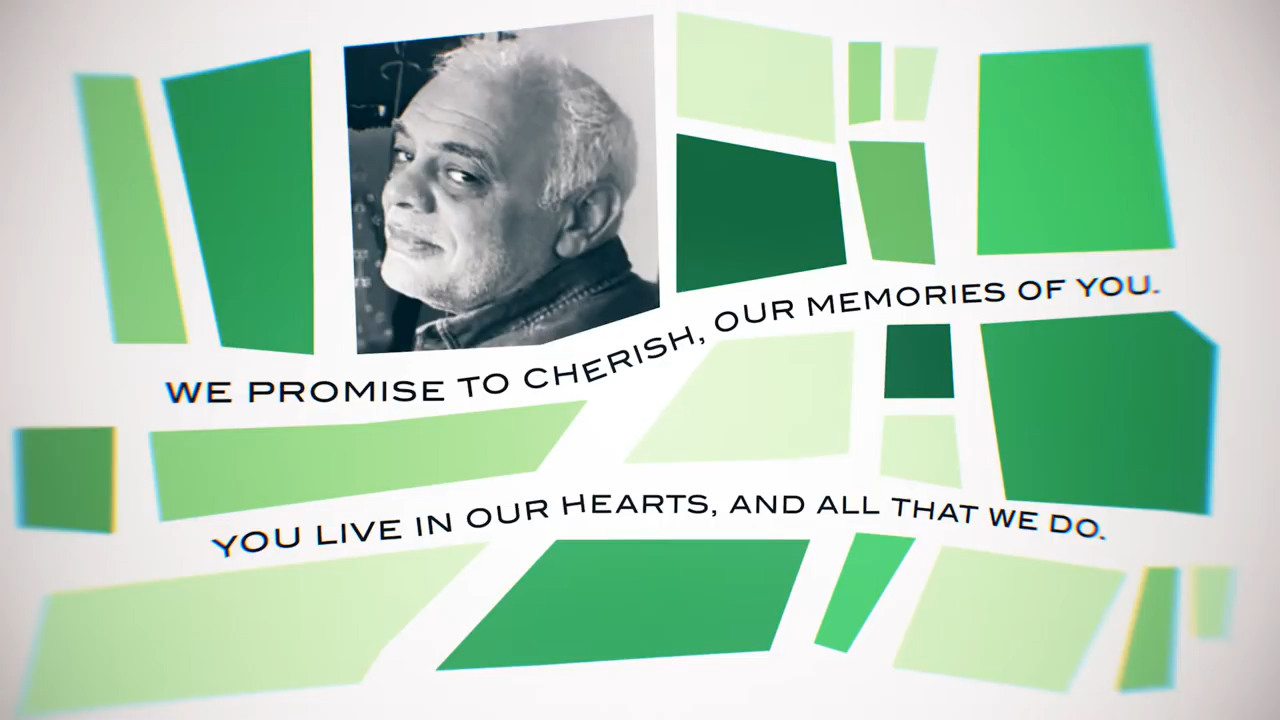 WE PROMISE TO CHERISH, OUR MEMORIES OF YOU.
YOU LIVE IN OUR HEARTS, AND ALL THAT WE DO.